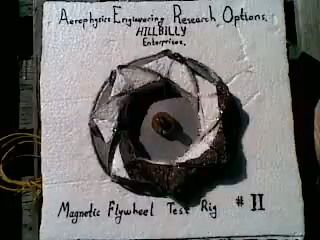 Aerophysics Engineering Research Options.
HILLBILLY
Enterprises.
Magnetic Flywheel Test Rig # II